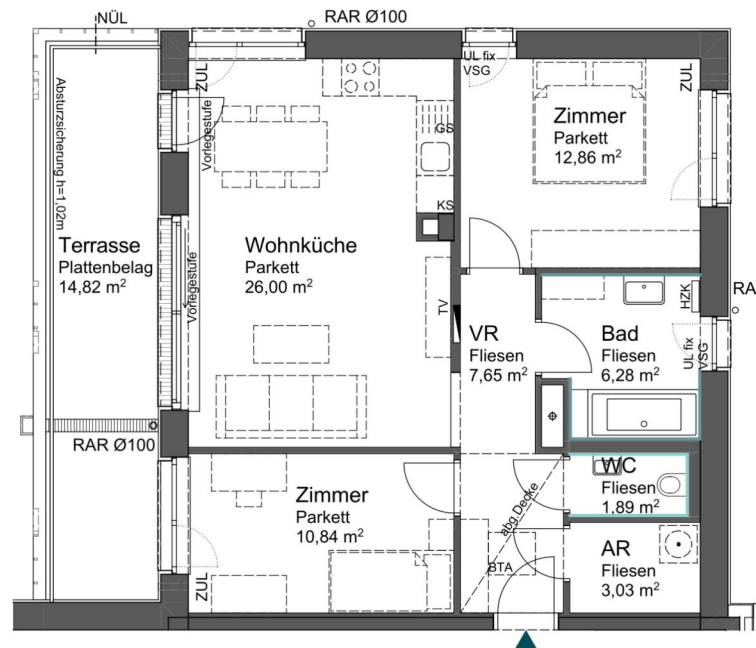 NÜL
RAR Ø100
ZUL
UL fix
VSG
ZUL
Absturzsicherung h=1,02m
Vorlegestufe
GS
Zimmer
Parkett
12,86 m²
KS
Terrasse
Plattenbelag
14,82 m²
Vorlegestufe
Wohnküche
Parkett
26,00 m²
TV
VR
Fliesen
7,65 m²
Bad
Fliesen
6,28 m²
HZK
UL fix
VSG
RA
RAR Ø100
Zimmer
Parkett
10,84 m²
abg.Decke
WC
Fliesen
1,89 m²
BTA
AR
Fliesen
3,03 m²
ZUL